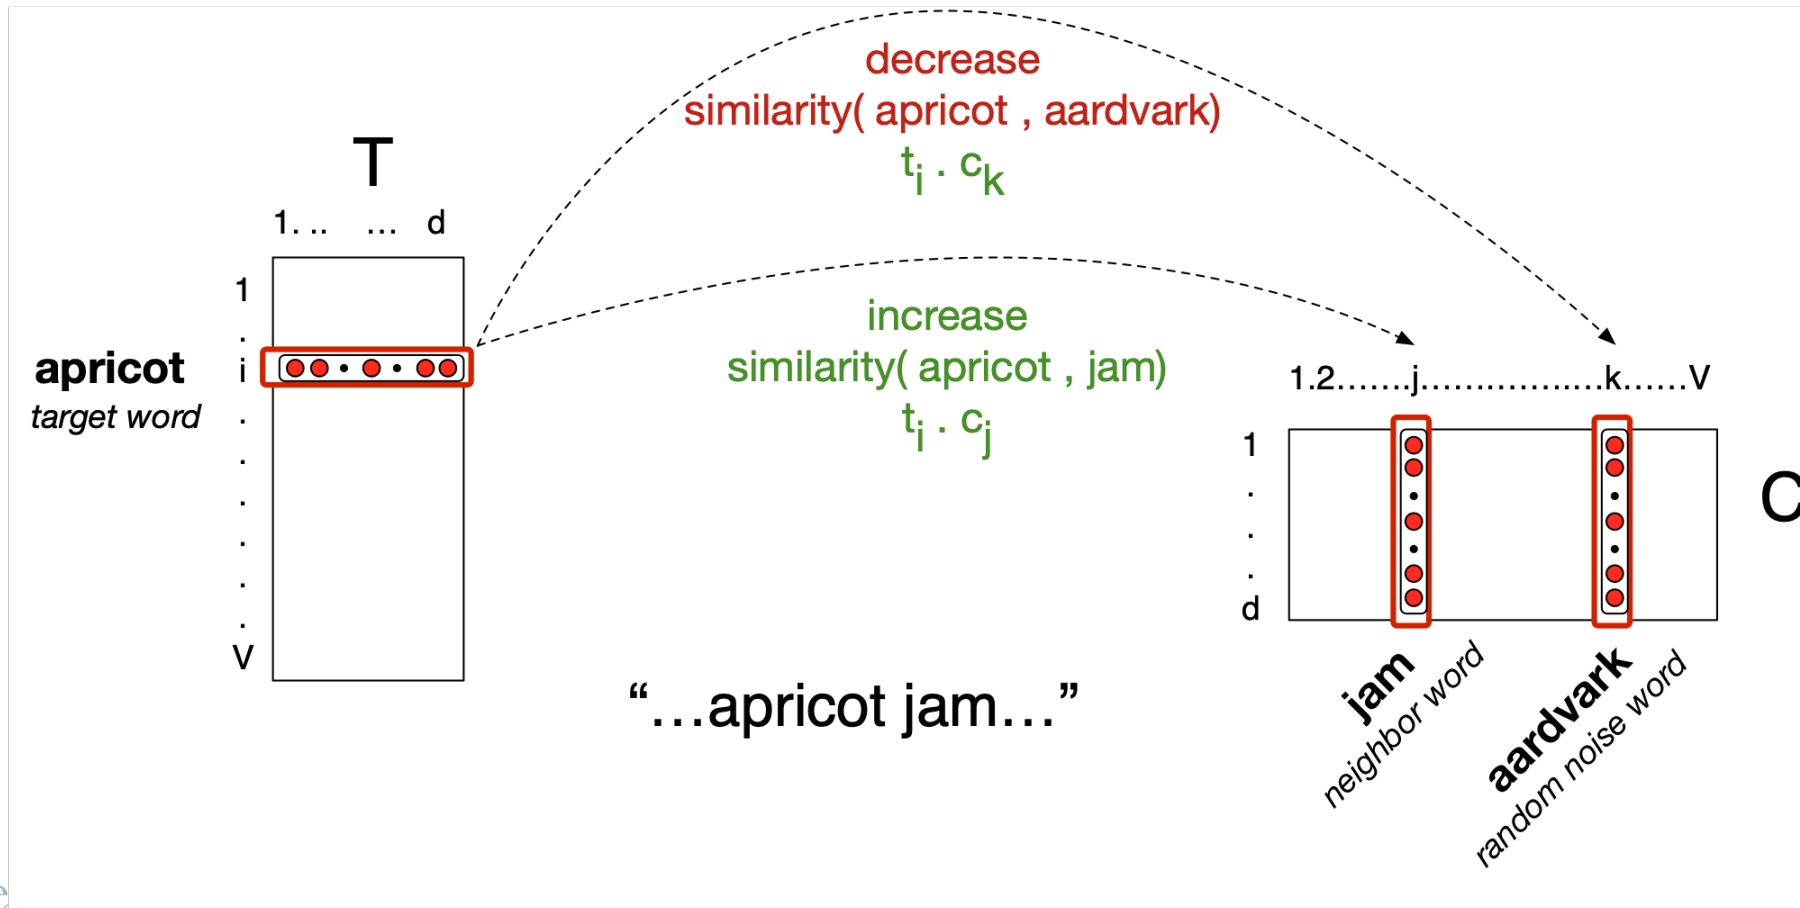 decrease
similarity( apricot , aardvark)
tᵢ . cₖ
T
1. .. ... d
1
.
apricot i
target word
.
.
.
.
.
.
V
increase
similarity( apricot , jam)
tᵢ . cⱼ
1.2.......j.................k......V
1
.
.
.
d
C
jam
neighbor word
aardvark
random noise word
“...apricot jam...”
e